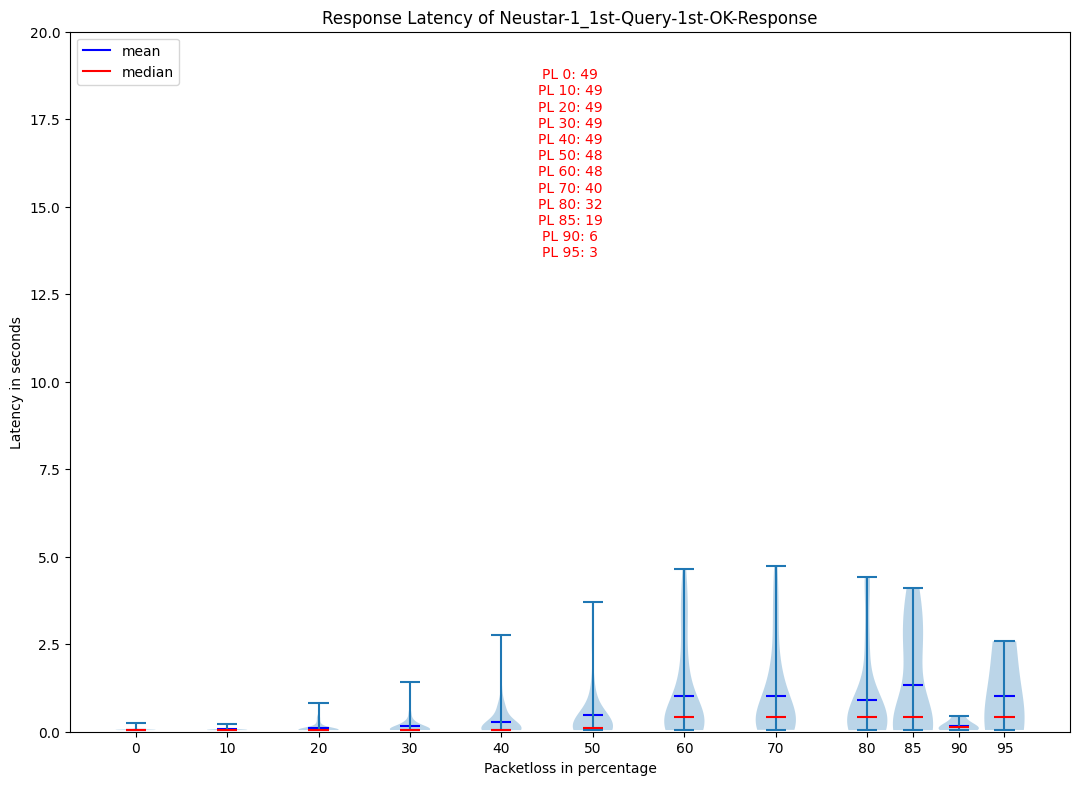 Response Latency of Neustar-1_1st-Query-1st-OK-Response
mean
median
PL 0: 49
PL 10: 49
PL 20: 49
PL 30: 49
PL 40: 49
PL 50: 48
PL 60: 48
PL 70: 40
PL 80: 32
PL 85: 19
PL 90: 6
PL 95: 3
Latency in seconds
20.0
17.5
15.0
12.5
10.0
7.5
5.0
2.5
0.0
0 10 20 30 40 50 60 70 80 85 90 95
Packetloss in percentage